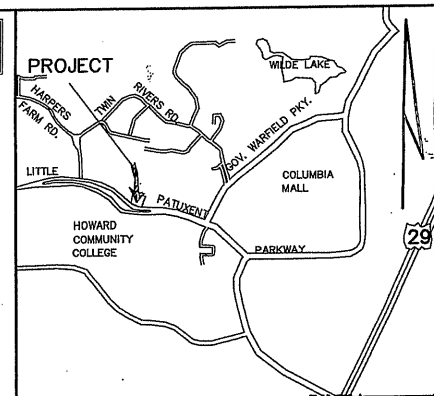 PROJECT
WILDE LAKE
HARPERS
FARM RD.
TWIN
RIVERS RD.
GOV. WARFIELD PKY.
LITTLE
PATUXENT
PARKWAY
COLUMBIA
MALL
HOWARD
COMMUNITY
COLLEGE
29